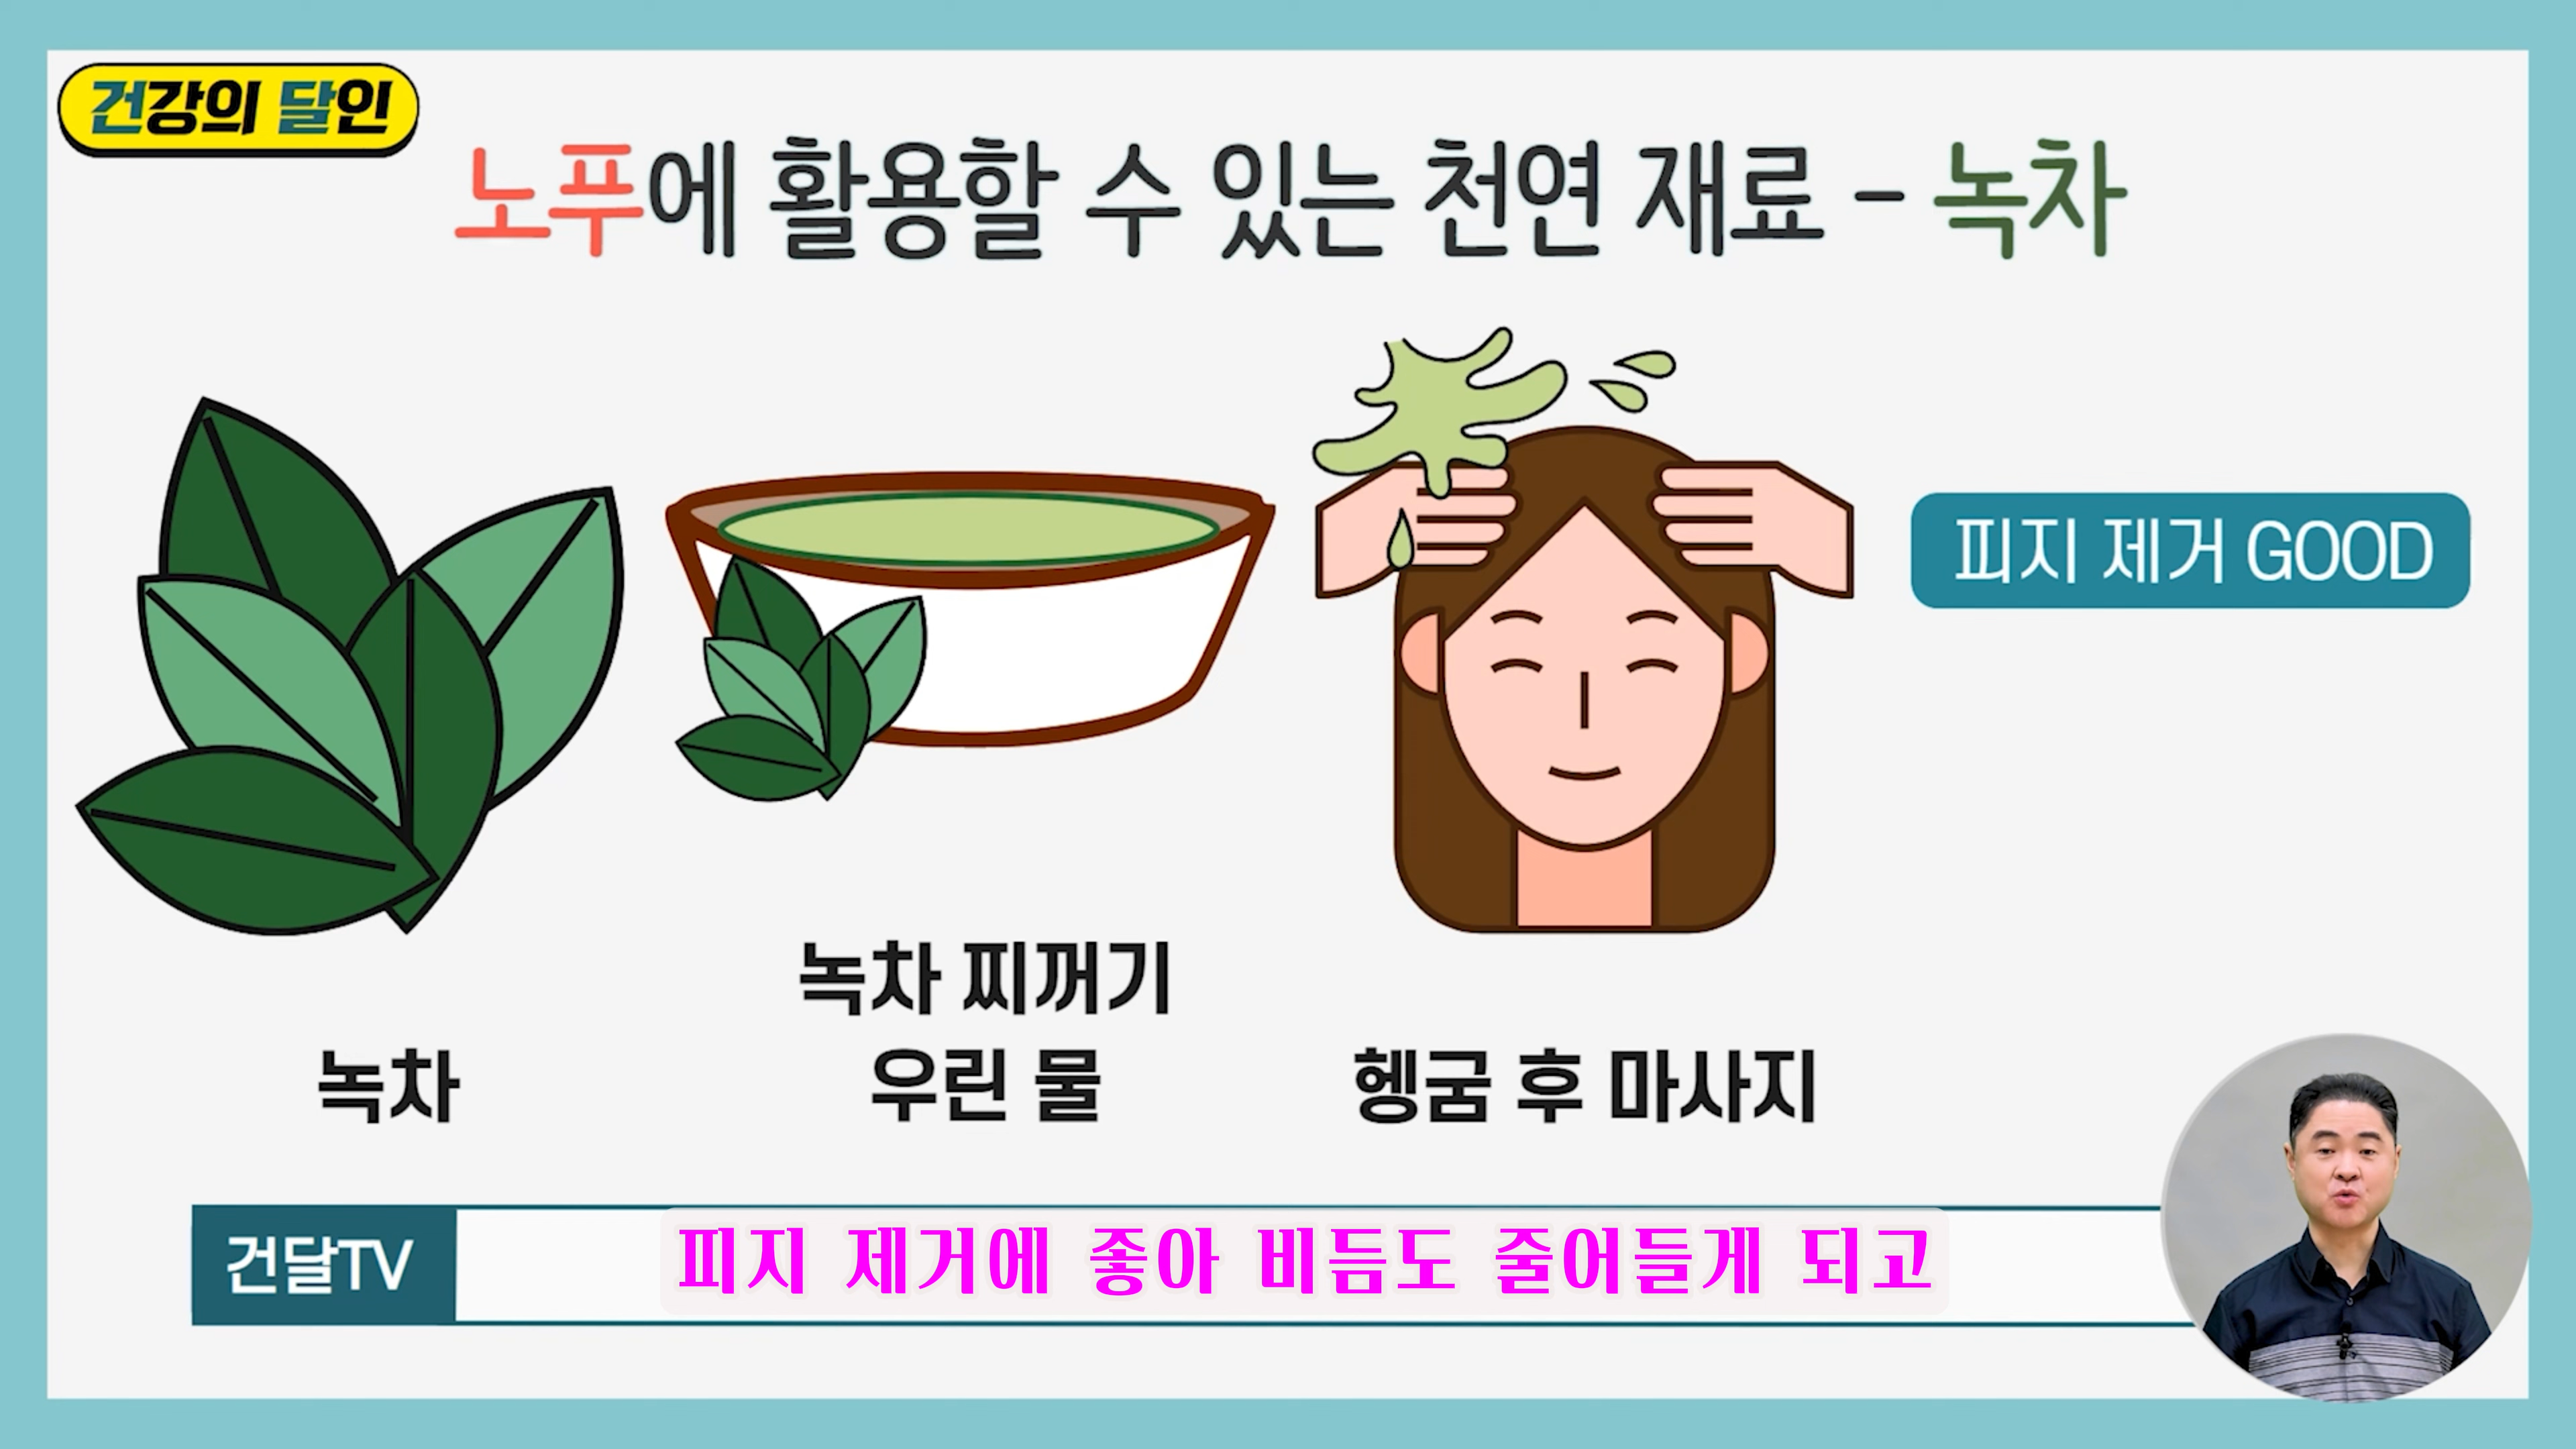 건강의 달인
노푸에 활용할 수 있는 천연 재료 - 녹차
피지 제거 GOOD
녹차
녹차 찌꺼기
우린 물
헹굼 후 마사지
건달TV
피지 제거에 좋아 비듬도 줄어들게 되고